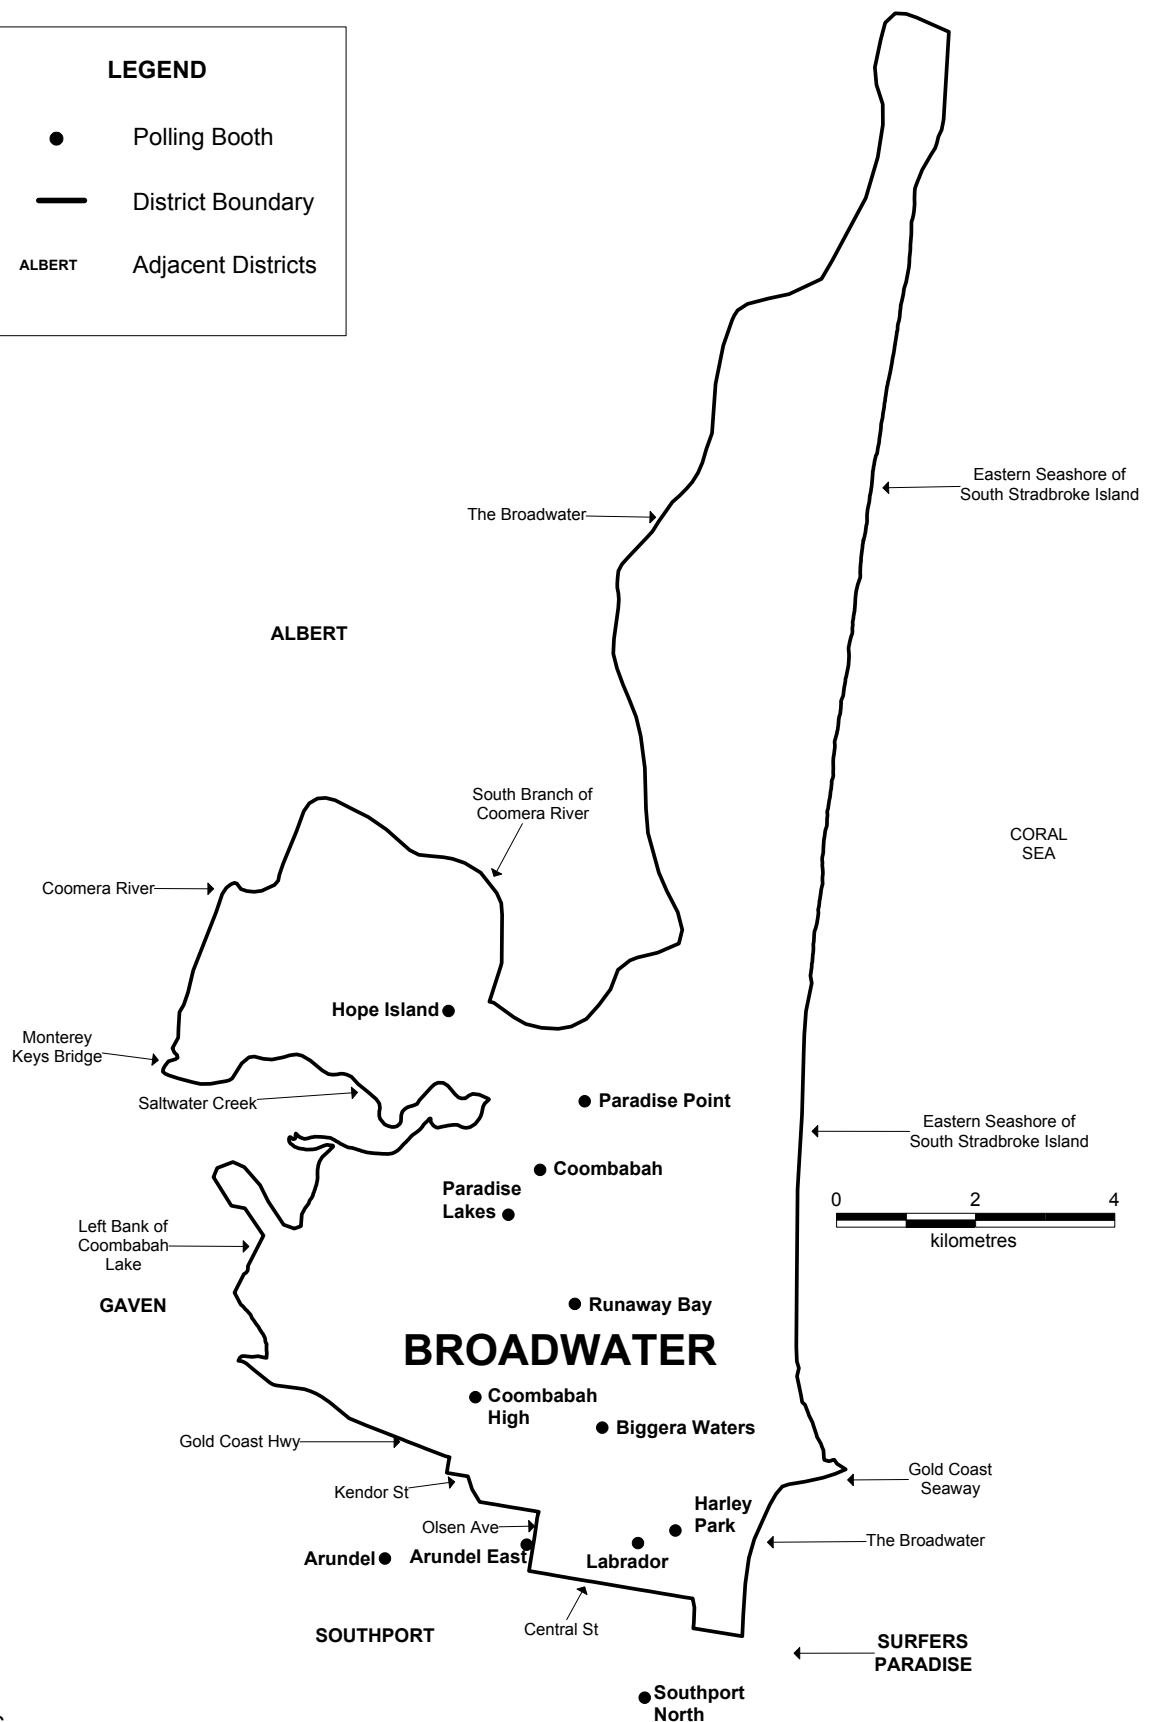 LEGEND
Polling Booth
District Boundary
ALBERT
Adjacent Districts
Eastern Seashore of
South Stradbroke Island
The Broadwater
ALBERT
South Branch of
Coomera River
CORAL
SEA
Coomera River
Hope Island
Monterey
Keys Bridge
Saltwater Creek
Paradise Point
Eastern Seashore of
South Stradbroke Island
Coombabah
Paradise
Lakes
0 2 4
kilometres
Left Bank of
Coombabah
Lake
GAVEN
Runaway Bay
BROADWATER
Coombabah
High
Biggera Waters
Gold Coast Hwy
Gold Coast
Seaway
Kendor St
Harley
Park
Olsen Ave
The Broadwater
Arundel
Arundel East
Labrador
Central St
SOUTHPORT
SURFERS
PARADISE
Southport
North